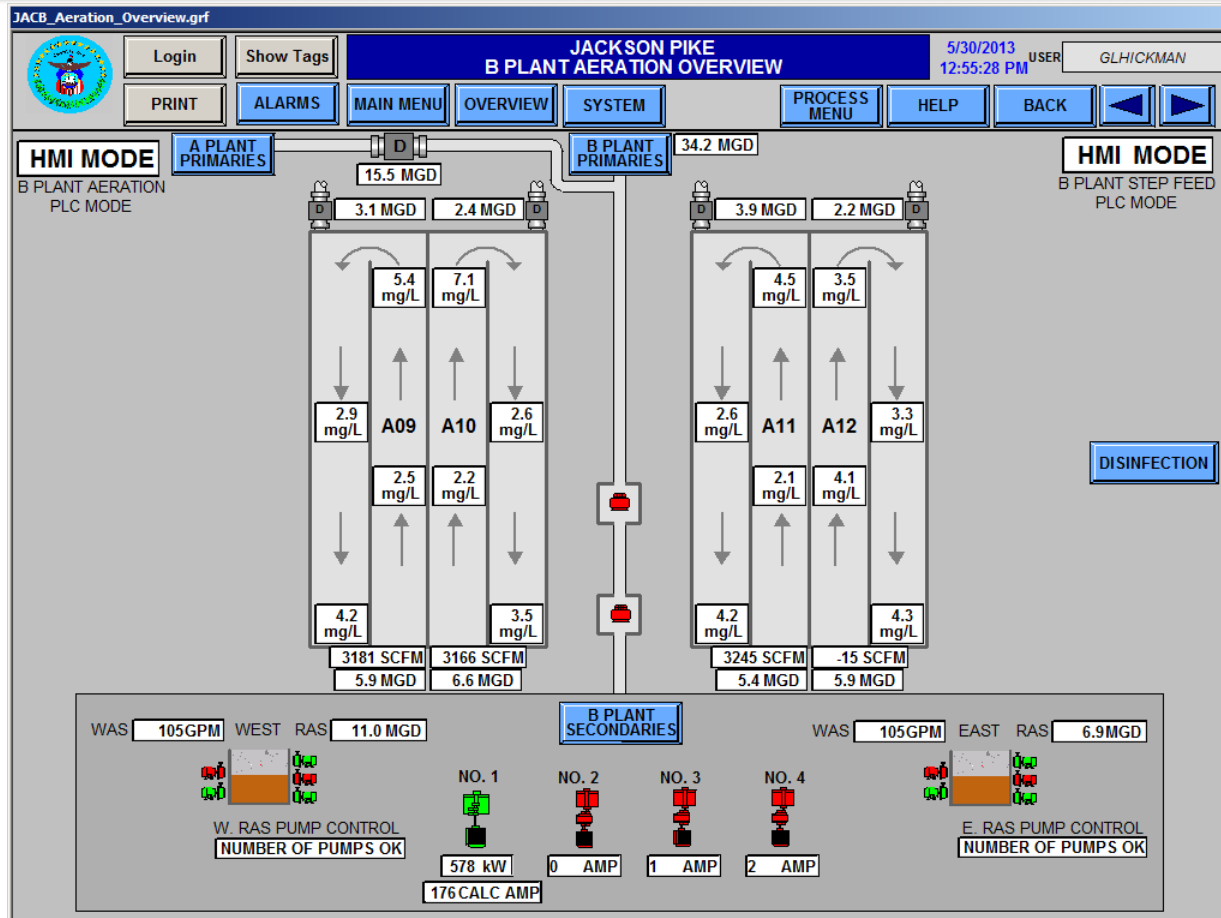 JACB_Aeration_Overview.grf
Login
Show Tags
JACKSON PIKE
B PLANT AERATION OVERVIEW
5/30/2013
12:55:28 PM
USER
GLHICKMAN
PRINT
ALARMS
MAIN MENU
OVERVIEW
SYSTEM
PROCESS
MENU
HELP
BACK
HMI MODE
B PLANT AERATION
PLC MODE
A PLANT
PRIMARIES
D
15.5 MGD
B PLANT
PRIMARIES
34.2 MGD
HMI MODE
B PLANT STEP FEED
PLC MODE
D
3.1 MGD
2.4 MGD
D
D
3.9 MGD
2.2 MGD
D
5.4
mg/L
7.1
mg/L
4.5
mg/L
3.5
mg/L
2.9
mg/L
A09
A10
2.6
mg/L
2.6
mg/L
A11
A12
3.3
mg/L
DISINFECTION
2.5
mg/L
2.2
mg/L
2.1
mg/L
4.1
mg/L
4.2
mg/L
3.5
mg/L
4.2
mg/L
4.3
mg/L
3181 SCFM
3166 SCFM
3245 SCFM
-15 SCFM
5.9 MGD
6.6 MGD
5.4 MGD
5.9 MGD
WAS
105GPM
WEST
RAS
11.0 MGD
B PLANT
SECONDARIES
WAS
105GPM
EAST
RAS
6.9MGD
NO. 1
NO. 2
NO. 3
NO. 4
W. RAS PUMP CONTROL
NUMBER OF PUMPS OK
E. RAS PUMP CONTROL
NUMBER OF PUMPS OK
578 kW
0 AMP
1 AMP
2 AMP
176CALC AMP